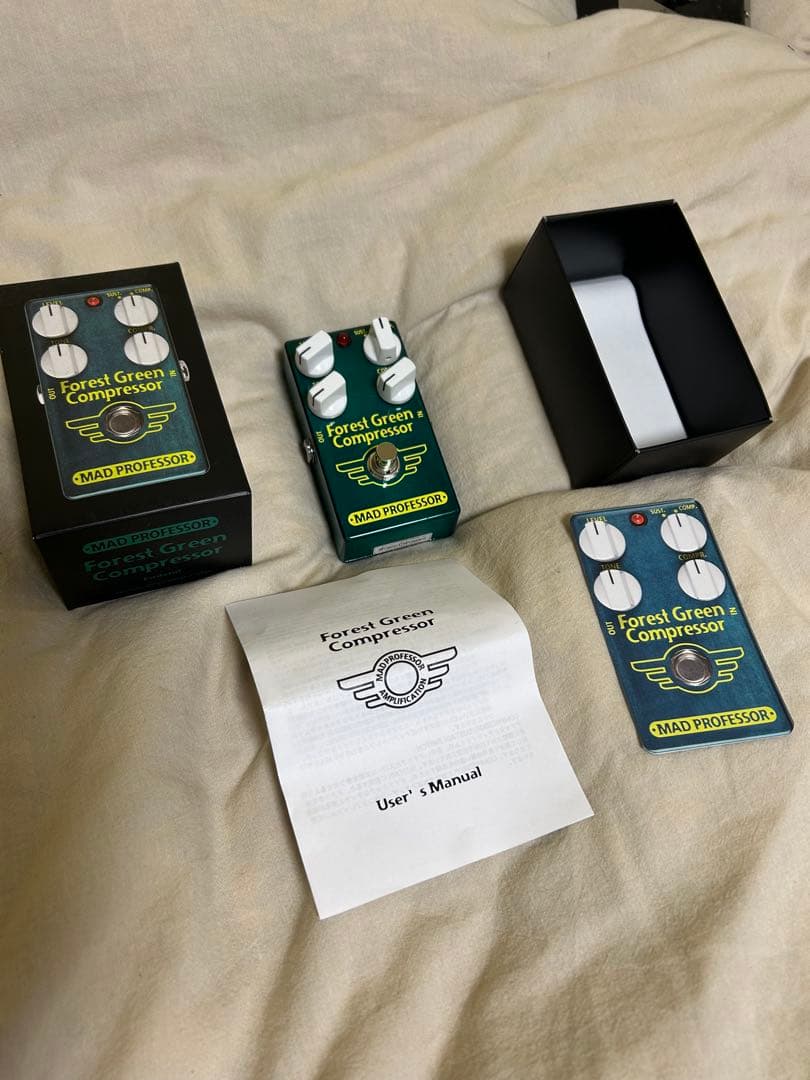 LEVEL
SUST.
COMP.
TONE
COMPR.
OUT
IN
Forest Green
Compressor
MAD PROFESSOR
MAD PROFESSOR
Forest Green
Compressor
SUST.
OUT
IN
Forest Green
Compressor
MAD PROFESSOR
Forest Green
Compressor
MAD PROFESSOR
AMPLIFICATION
User's Manual
LEVEL
SUST.
COMP.
TONE
COMPR.
OUT
IN
Forest Green
Compressor
MAD PROFESSOR